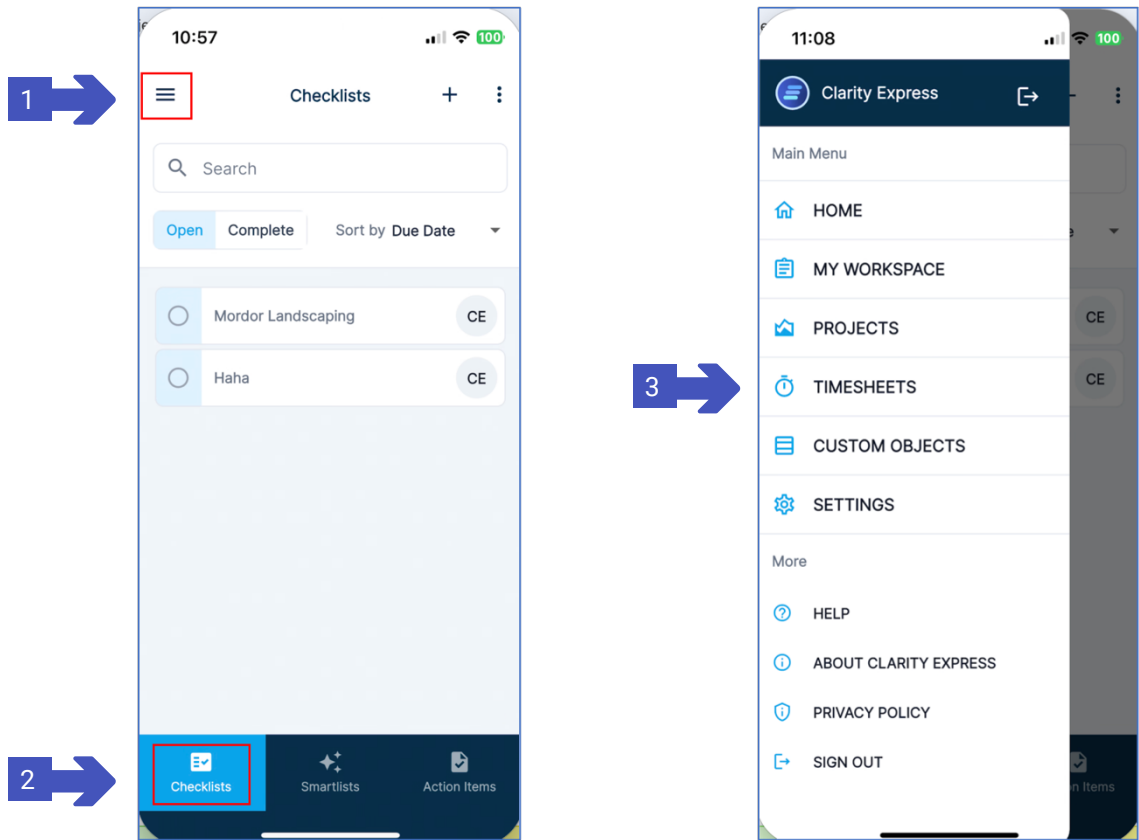 10:57
100
1
Checklists
Search
Open
Complete
Sort by Due Date
Mordor Landscaping
CE
Haha
CE
2
Checklists
Smartlists
Action Items
11:08
100
Clarity Express
Main Menu
HOME
MY WORKSPACE
PROJECTS
CE
3
TIMESHEETS
CE
CUSTOM OBJECTS
SETTINGS
More
HELP
ABOUT CLARITY EXPRESS
PRIVACY POLICY
SIGN OUT
n Items